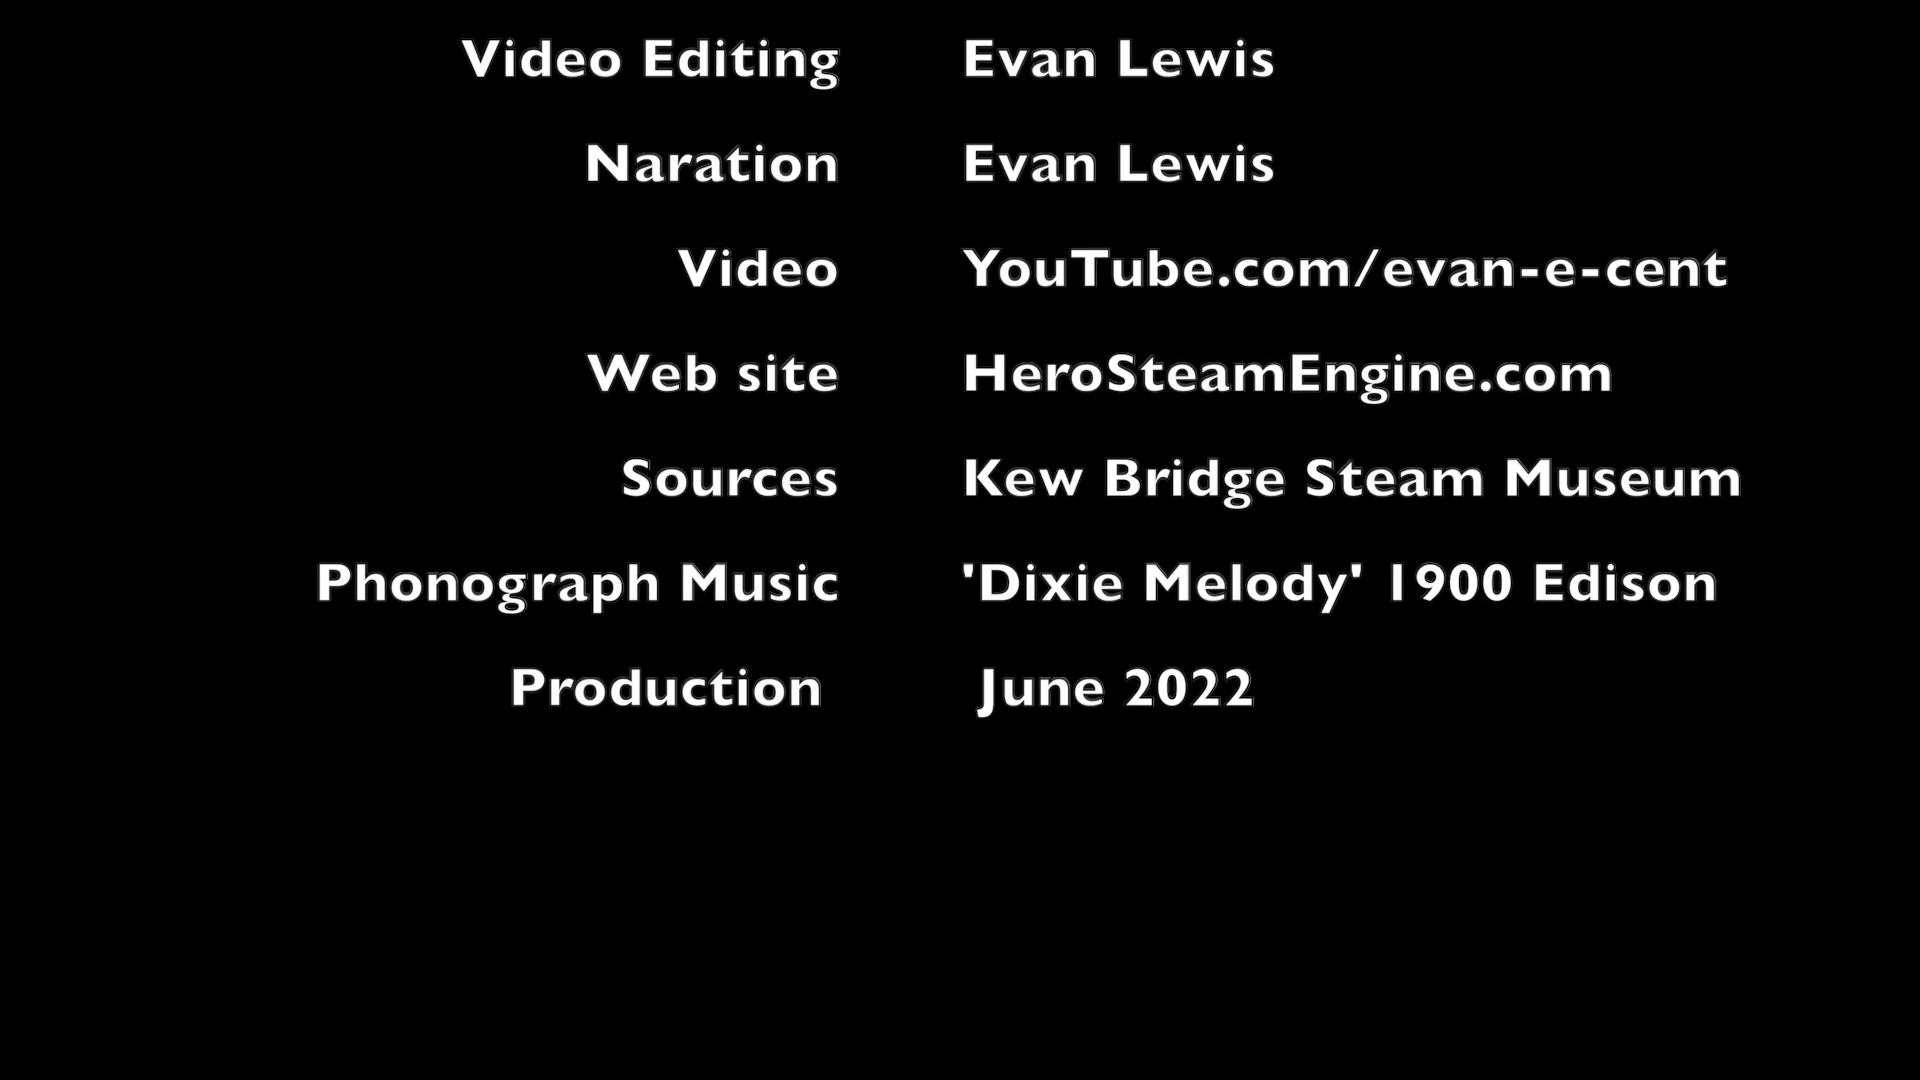 Video Editing Evan Lewis
Naration Evan Lewis
Video YouTube.com/evan-e-cent
Web site HeroSteamEngine.com
Sources Kew Bridge Steam Museum
Phonograph Music 'Dixie Melody' 1900 Edison
Production June 2022